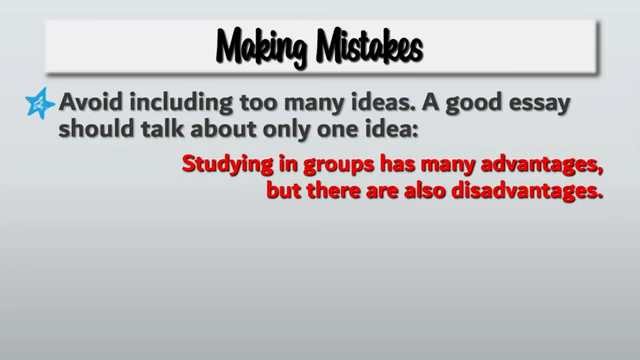 Making Mistakes
Avoid including too many ideas. A good essay
should talk about only one idea:
Studying in groups has many advantages,
but there are also disadvantages.